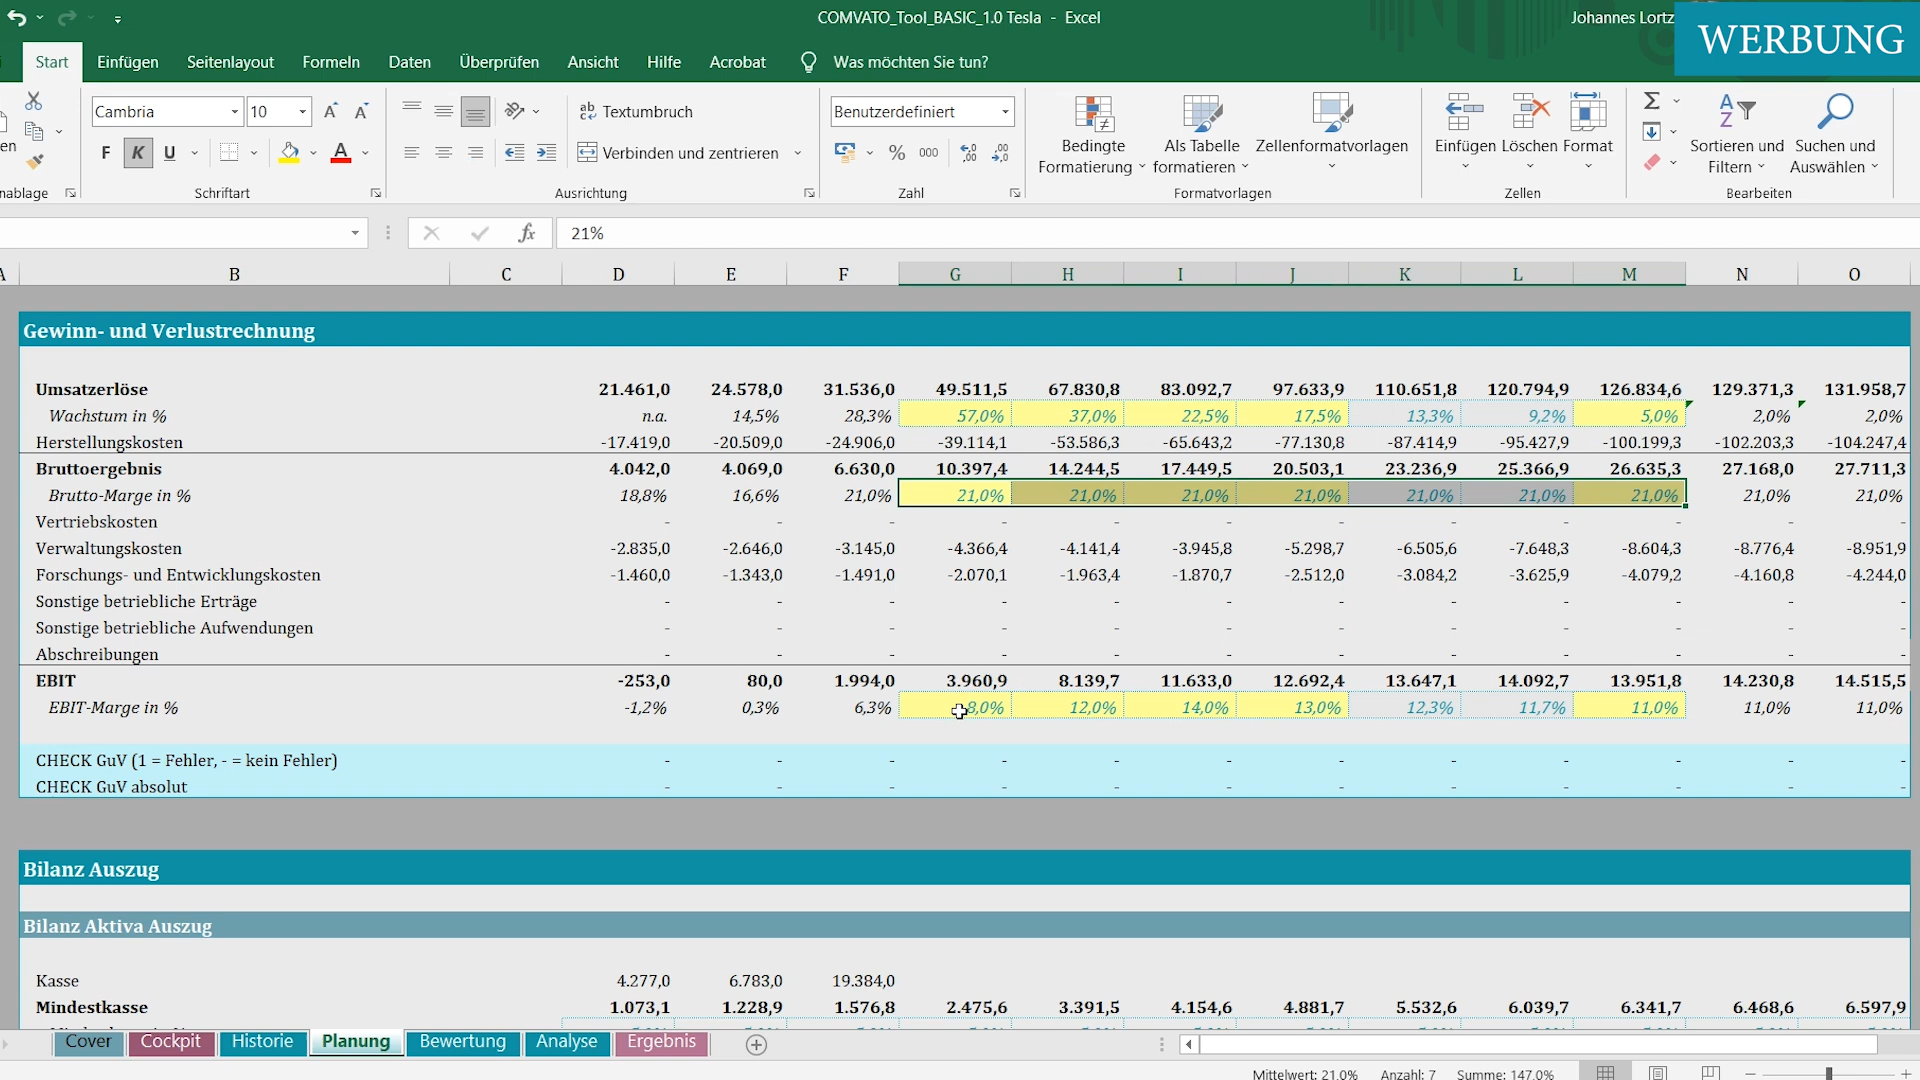 COMVATO_Tool_BASIC_1.0 Tesla - Excel
Johannes Lortz
WERBUNG
Start Einfügen Seitenlayout Formeln Daten Überprüfen Ansicht Hilfe Acrobat Was möchten Sie tun?
Cambria 10 Textumbruch Benutzerdefiniert
F K U Verbinden und zentrieren % 000
Bedingte Formatierung
Als Tabelle formatieren
Zellenformatvorlagen
Einfügen Löschen Format
Sortieren und Filtern
Suchen und Auswählen
Schriftart Ausrichtung Zahl Formatvorlagen Zellen Bearbeiten
fx 21%
A B C D E F G H I J K L M N O
Gewinn- und Verlustrechnung
Umsatzerlöse 21.461,0 24.578,0 31.536,0 49.511,5 67.830,8 83.092,7 97.633,9 110.651,8 120.794,9 126.834,6 129.371,3 131.958,7
Wachstum in % n.a. 14,5% 28,3% 57,0% 37,0% 22,5% 17,5% 13,3% 9,2% 5,0% 2,0% 2,0%
Herstellungskosten -17.419,0 -20.509,0 -24.906,0 -39.114,1 -53.586,3 -65.643,2 -77.130,8 -87.414,9 -95.427,9 -100.199,3 -102.203,3 -104.247,4
Bruttoergebnis 4.042,0 4.069,0 6.630,0 10.397,4 14.244,5 17.449,5 20.503,1 23.236,9 25.366,9 26.635,3 27.168,0 27.711,3
Brutto-Marge in % 18,8% 16,6% 21,0% 21,0% 21,0% 21,0% 21,0% 21,0% 21,0% 21,0% 21,0% 21,0%
Vertriebskosten - - - - - - - - - - - -
Verwaltungskosten -2.835,0 -2.646,0 -3.145,0 -4.366,4 -4.141,4 -3.945,8 -5.298,7 -6.505,6 -7.648,3 -8.604,3 -8.776,4 -8.951,9
Forschungs- und Entwicklungskosten -1.460,0 -1.343,0 -1.491,0 -2.070,1 -1.963,4 -1.870,7 -2.512,0 -3.084,2 -3.625,9 -4.079,2 -4.160,8 -4.244,0
Sonstige betriebliche Erträge - - - - - - - - - - - -
Sonstige betriebliche Aufwendungen - - - - - - - - - - - -
Abschreibungen - - - - - - - - - - - -
EBIT -253,0 80,0 1.994,0 3.960,9 8.139,7 11.633,0 12.692,4 13.647,1 14.092,7 13.951,8 14.230,8 14.515,5
EBIT-Marge in % -1,2% 0,3% 6,3% 8,0% 12,0% 14,0% 13,0% 12,3% 11,7% 11,0% 11,0% 11,0%
CHECK GuV (1 = Fehler, - = kein Fehler) - - - - - - - - - - - -
CHECK GuV absolut - - - - - - - - - - - -
Bilanz Auszug
Bilanz Aktiva Auszug
Kasse 4.277,0 6.783,0 19.384,0
Mindestkasse 1.073,1 1.228,9 1.576,8 2.475,6 3.391,5 4.154,6 4.881,7 5.532,6 6.039,7 6.341,7 6.468,6 6.597,9
Cover Cockpit Historie Planung Bewertung Analyse Ergebnis
Mittelwert: 21,0% Anzahl: 7 Summe: 147,0%